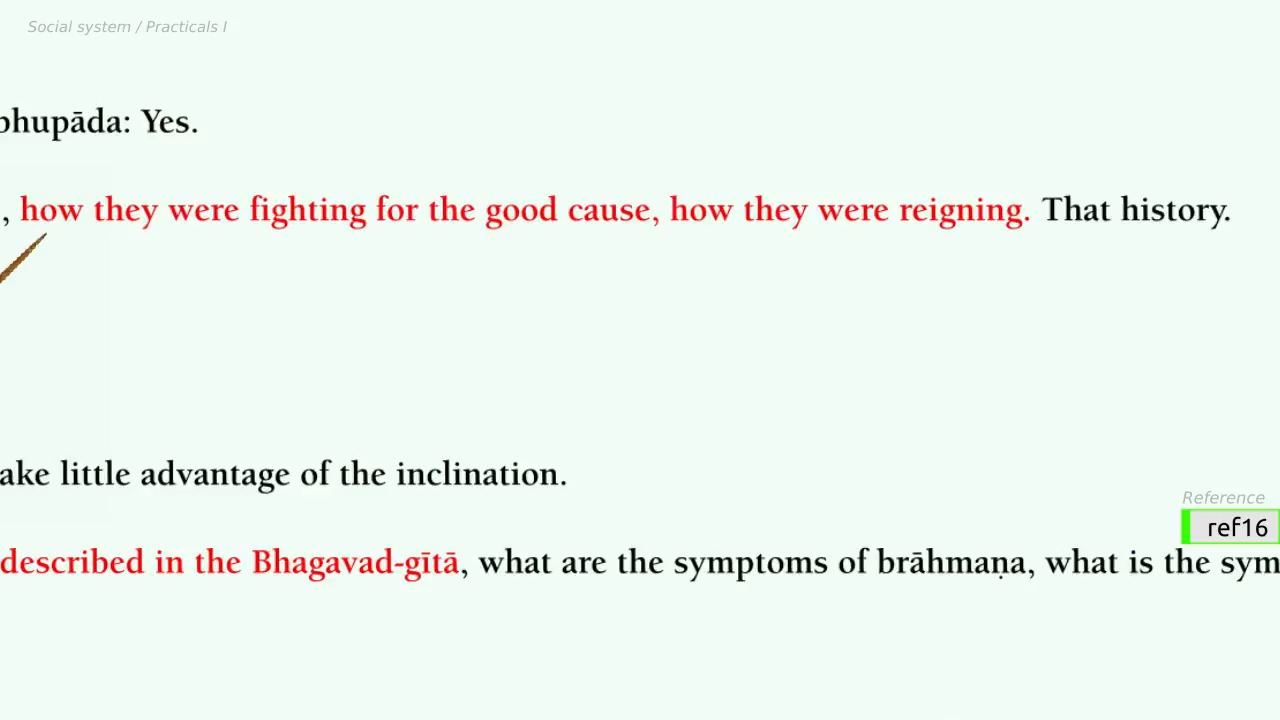 Social system / Practicals I
bhupāda: Yes.
, how they were fighting for the good cause, how they were reigning. That history.
ake little advantage of the inclination.
Reference
ref16
described in the Bhagavad-gītā, what are the symptoms of brāhmaṇa, what is the sym